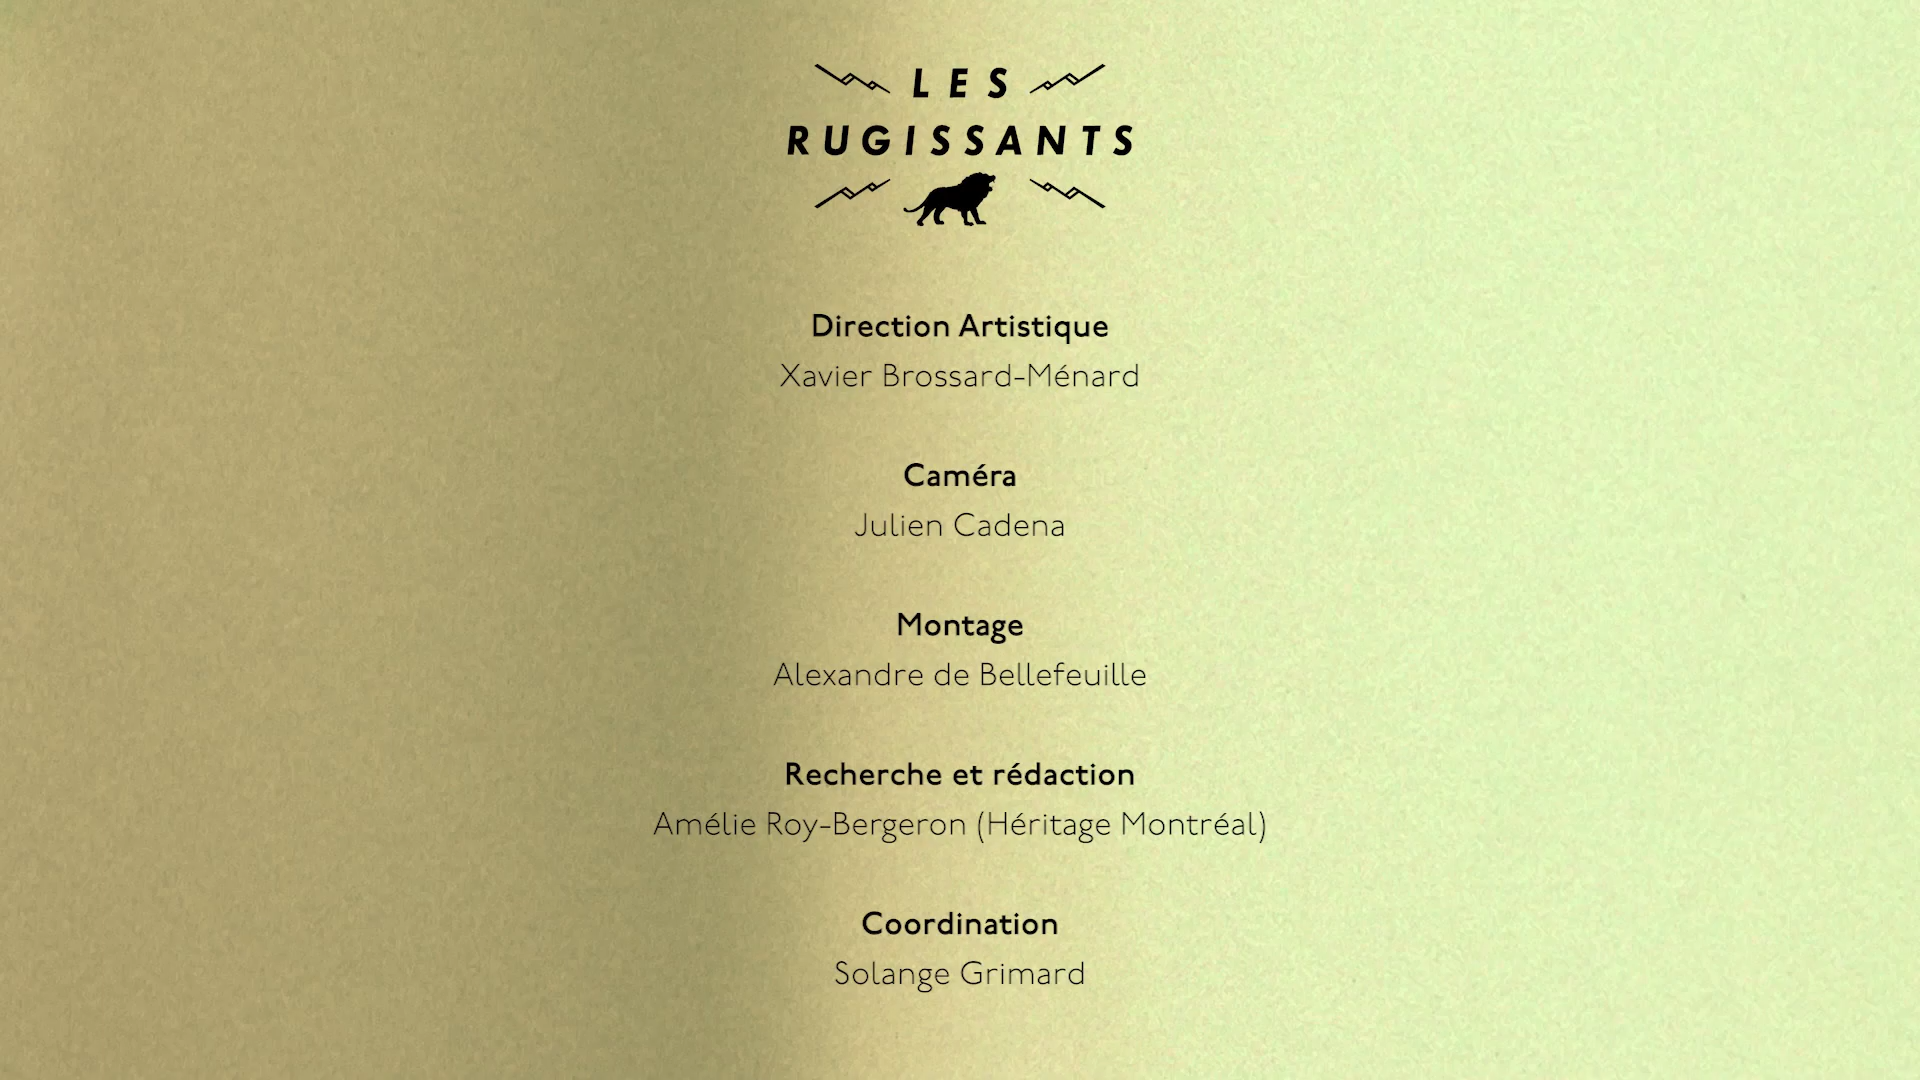 LES
RUGISSANTS
Direction Artistique
Xavier Brossard-Ménard
Caméra
Julien Cadena
Montage
Alexandre de Bellefeuille
Recherche et rédaction
Amélie Roy-Bergeron (Héritage Montréal)
Coordination
Solange Grimard